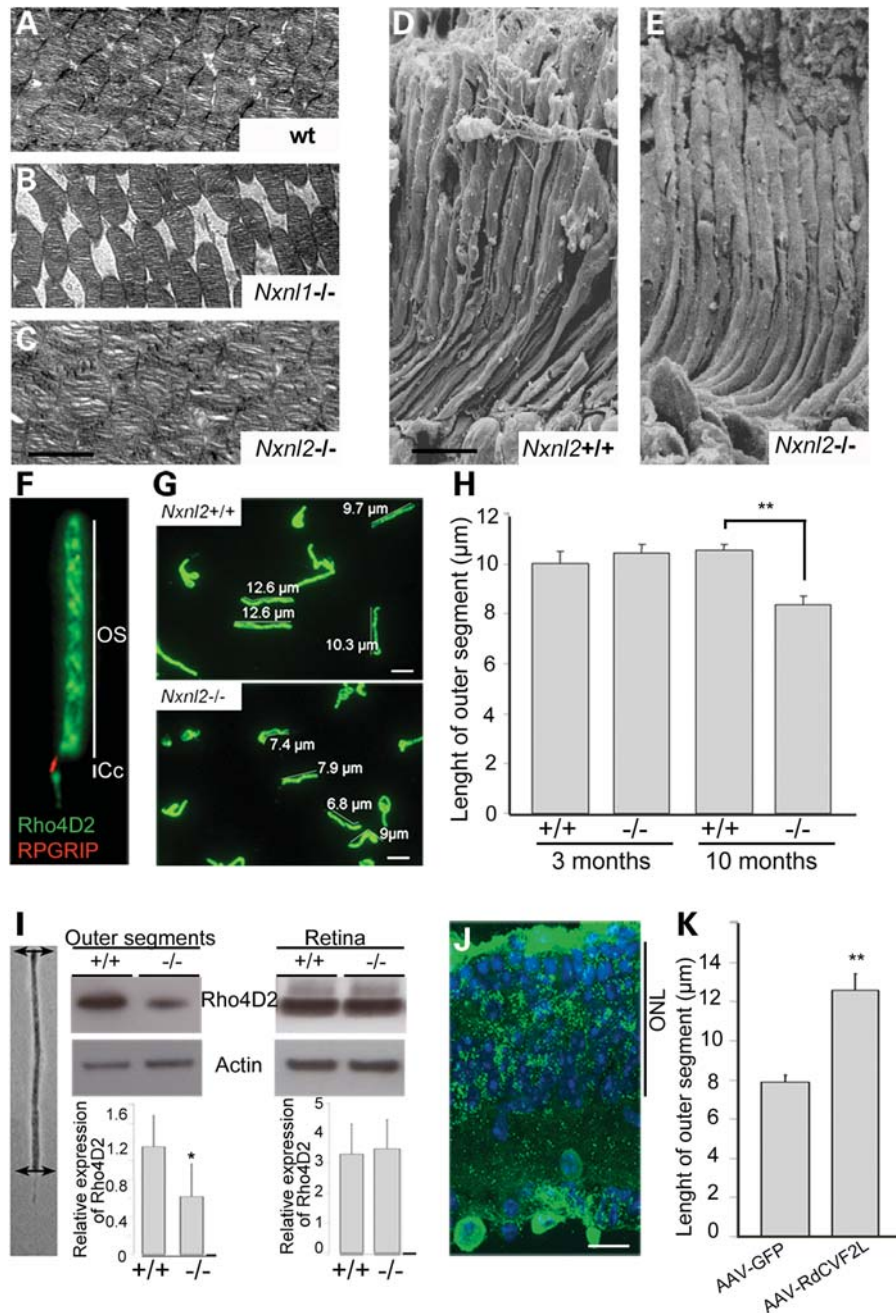 A
wt
B
Nxnl1-/-
C
Nxnl2-/-
D
Nxnl2+/+
E
Nxnl2-/-
F
OS
Cc
Rho4D2
RPGRIP
G
Nxnl2+/+
9.7 µm
12.6 µm
12.6 µm
10.3 µm
Nxnl2-/-
7.4 µm
7.9 µm
6.8 µm
9µm
H
Lenght of outer segment (µm)
12
10
8
6
4
2
0
**
+/+ -/- +/+ -/-
3 months 10 months
I
Outer segments
+/+ -/-
Retina
+/+ -/-
Rho4D2
Actin
Relative expression
of Rho4D2
1.6
1.2
0.8
0.4
0
*
+/+ -/-
Relative expression
of Rho4D2
5
4
3
2
1
0
+/+ -/-
J
ONL
K
Lenght of outer segment (µm)
14
12
10
8
6
4
2
0
**
AAV-GFP
AAV-RdCVF2L